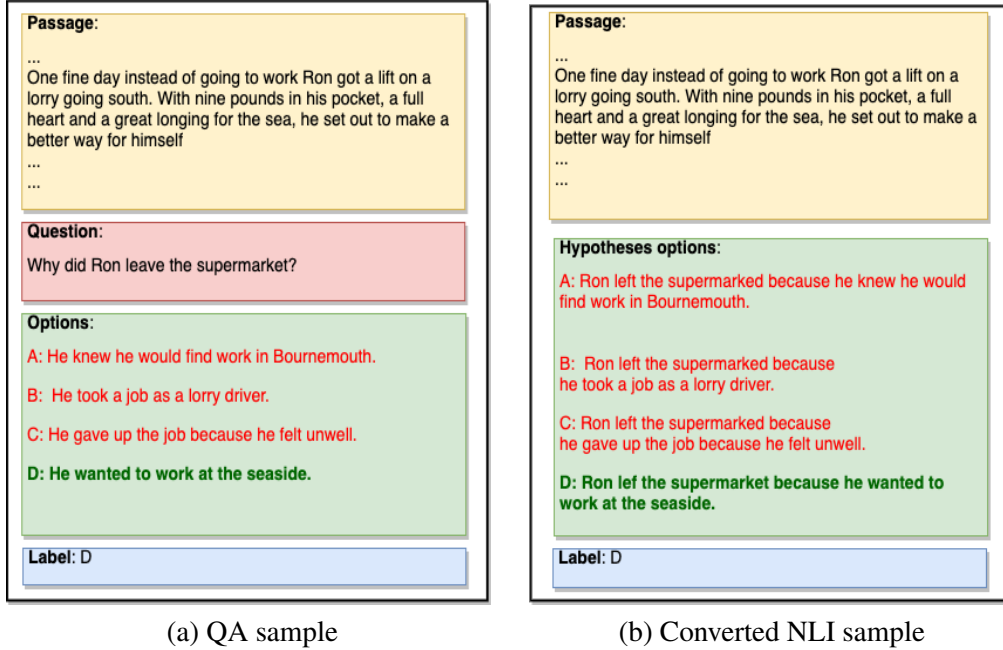 Passage:
...
One fine day instead of going to work Ron got a lift on a
lorry going south. With nine pounds in his pocket, a full
heart and a great longing for the sea, he set out to make a
better way for himself
...
...
Question:
Why did Ron leave the supermarket?
Options:
A: He knew he would find work in Bournemouth.
B: He took a job as a lorry driver.
C: He gave up the job because he felt unwell.
D: He wanted to work at the seaside.
Label: D
(a) QA sample
Passage:
...
One fine day instead of going to work Ron got a lift on a
lorry going south. With nine pounds in his pocket, a full
heart and a great longing for the sea, he set out to make a
better way for himself
...
...
Hypotheses options:
A: Ron left the supermarked because he knew he would
find work in Bournemouth.
B: Ron left the supermarked because
he took a job as a lorry driver.
C: Ron left the supermarked because
he gave up the job because he felt unwell.
D: Ron lef the supermarket because he wanted to
work at the seaside.
Label: D
(b) Converted NLI sample